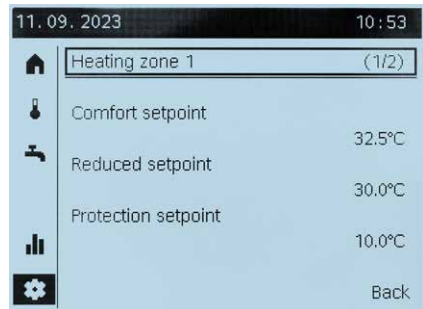 11.09.2023 10:53
Heating zone 1 (1/2)
Comfort setpoint
32.5°C
Reduced setpoint
30.0°C
Protection setpoint
10.0°C
Back